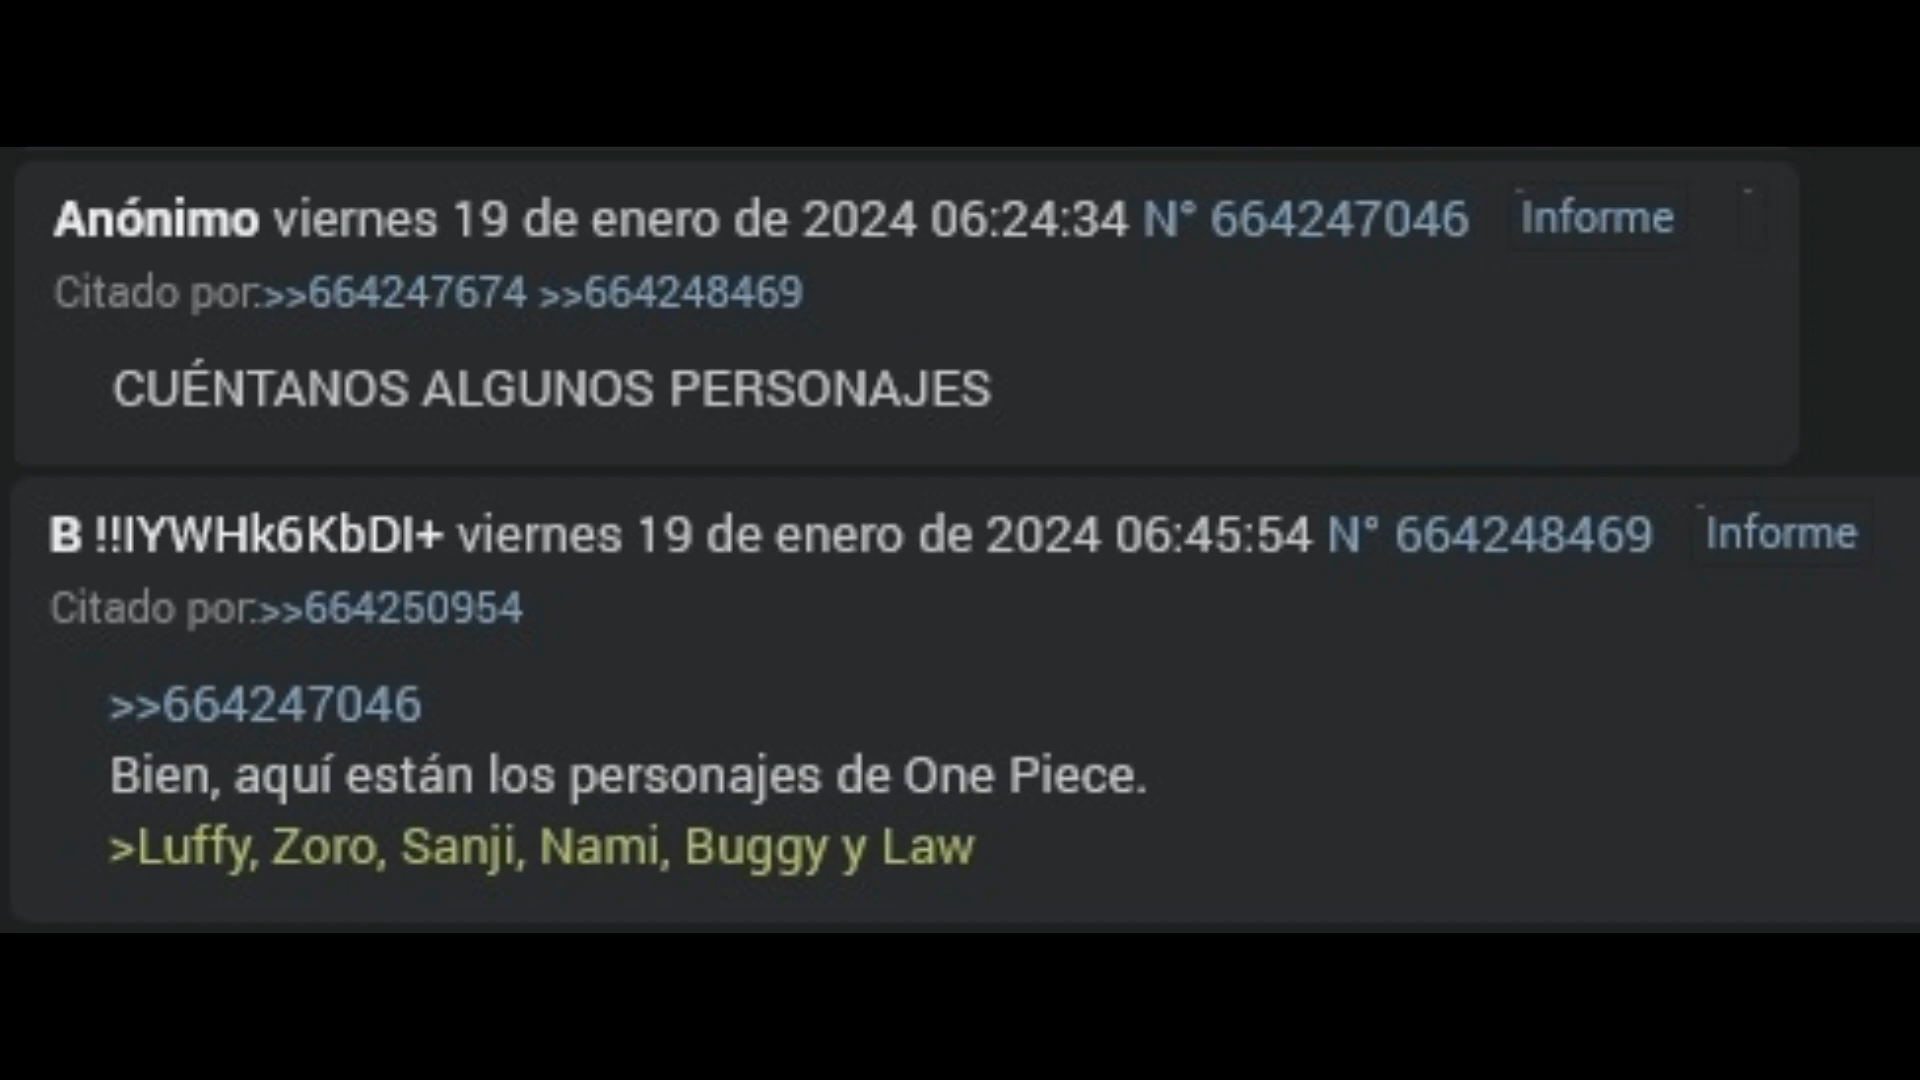 Anónimo viernes 19 de enero de 2024 06:24:34 N° 664247046 Informe
Citado por:>>664247674 >>664248469
CUÉNTANOS ALGUNOS PERSONAJES
B !!lYWHk6KbDl+ viernes 19 de enero de 2024 06:45:54 N° 664248469 Informe
Citado por:>>664250954
>>664247046
Bien, aquí están los personajes de One Piece.
>Luffy, Zoro, Sanji, Nami, Buggy y Law